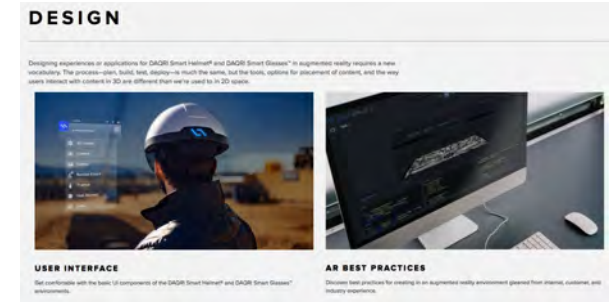 DESIGN
Designing experiences or applications for DAQRI Smart Helmet® and DAQRI Smart Glasses™ in augmented reality requires a new
vocabulary. The process—plan, build, test, deploy—is much the same, but the tools, options for placement of content, and the way
users interact with content in 3D are different than we're used to in 2D space.
USER INTERFACE
Get comfortable with the basic UI components of the DAQRI Smart Helmet® and DAQRI Smart Glasses™
environments.
AR BEST PRACTICES
Discover best practices for creating in an augmented reality environment gleaned from internal, customer, and
industry experience.